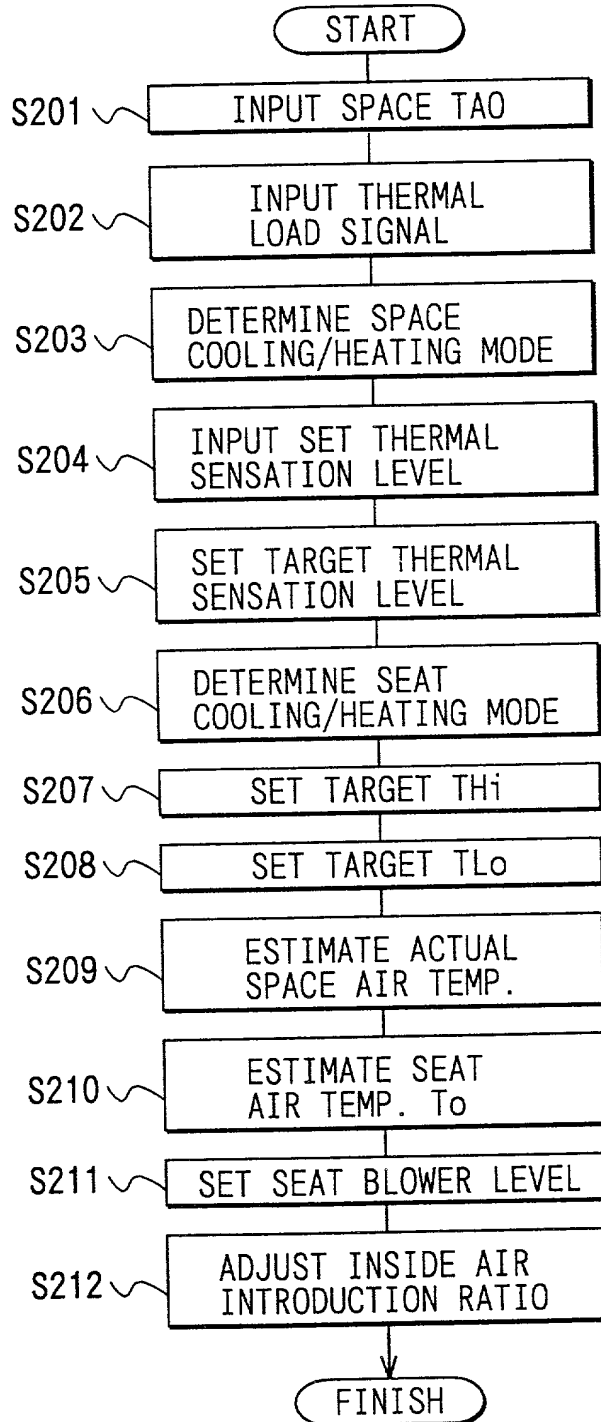 START
S201
INPUT SPACE TAO
S202
INPUT THERMAL
LOAD SIGNAL
S203
DETERMINE SPACE
COOLING/HEATING MODE
S204
INPUT SET THERMAL
SENSATION LEVEL
S205
SET TARGET THERMAL
SENSATION LEVEL
S206
DETERMINE SEAT
COOLING/HEATING MODE
S207
SET TARGET THi
S208
SET TARGET TLo
S209
ESTIMATE ACTUAL
SPACE AIR TEMP.
S210
ESTIMATE SEAT
AIR TEMP. To
S211
SET SEAT BLOWER LEVEL
S212
ADJUST INSIDE AIR
INTRODUCTION RATIO
FINISH